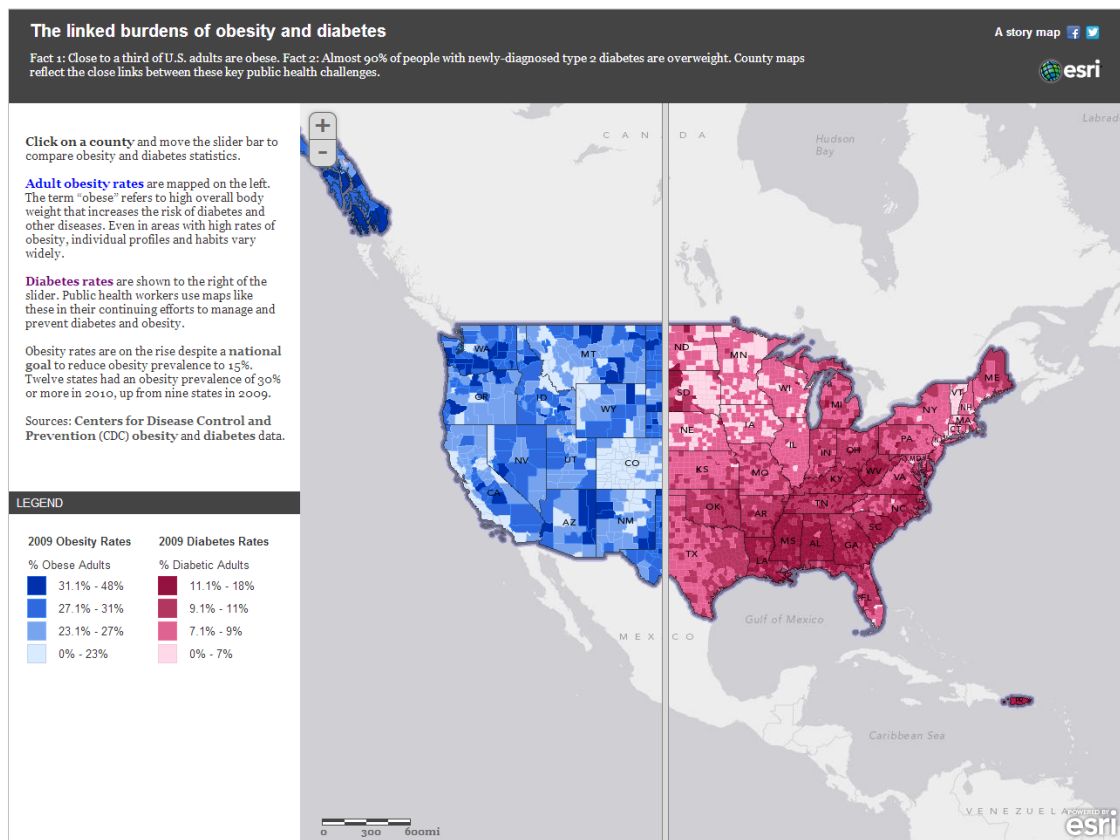 The linked burdens of obesity and diabetes
A story map
Fact 1: Close to a third of U.S. adults are obese. Fact 2: Almost 90% of people with newly-diagnosed type 2 diabetes are overweight. County maps
reflect the close links between these key public health challenges.
esri
Click on a county and move the slider bar to
compare obesity and diabetes statistics.
Adult obesity rates are mapped on the left.
The term “obese” refers to high overall body
weight that increases the risk of diabetes and
other diseases. Even in areas with high rates of
obesity, individual profiles and habits vary
widely.
Diabetes rates are shown to the right of the
slider. Public health workers use maps like
these in their continuing efforts to manage and
prevent diabetes and obesity.
Obesity rates are on the rise despite a national
goal to reduce obesity prevalence to 15%.
Twelve states had an obesity prevalence of 30%
or more in 2010, up from nine states in 2009.
Sources: Centers for Disease Control and
Prevention (CDC) obesity and diabetes data.
LEGEND
2009 Obesity Rates
% Obese Adults
31.1% - 48%
27.1% - 31%
23.1% - 27%
0% - 23%
2009 Diabetes Rates
% Diabetic Adults
11.1% - 18%
9.1% - 11%
7.1% - 9%
0% - 7%
+
-
CANADA
Hudson
Bay
Labrad
WA
MT
ND
MN
ME
OR
ID
WY
SD
WI
MI
VT
NH
NY
MA
CT
NE
IA
PA
NV
UT
CO
IL
IN
OH
MD
CA
KS
MO
WV
VA
KY
AZ
NM
OK
AR
TN
NC
SC
TX
LA
MS
AL
GA
FL
Gulf of Mexico
MEXICO
Caribbean Sea
VENEZUELA
POWERED BY
esri
0 300 600mi